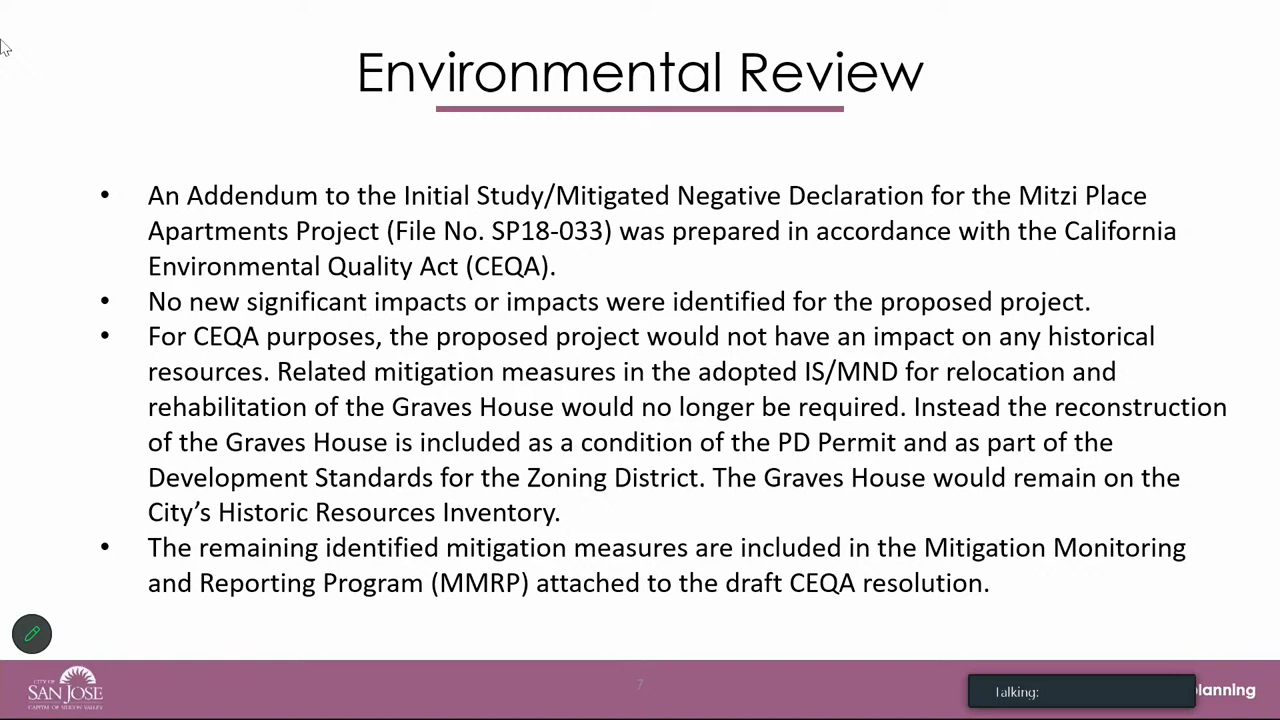 Environmental Review
• An Addendum to the Initial Study/Mitigated Negative Declaration for the Mitzi Place
Apartments Project (File No. SP18-033) was prepared in accordance with the California
Environmental Quality Act (CEQA).
• No new significant impacts or impacts were identified for the proposed project.
• For CEQA purposes, the proposed project would not have an impact on any historical
resources. Related mitigation measures in the adopted IS/MND for relocation and
rehabilitation of the Graves House would no longer be required. Instead the reconstruction
of the Graves House is included as a condition of the PD Permit and as part of the
Development Standards for the Zoning District. The Graves House would remain on the
City’s Historic Resources Inventory.
• The remaining identified mitigation measures are included in the Mitigation Monitoring
and Reporting Program (MMRP) attached to the draft CEQA resolution.
CITY OF
SAN JOSE
CAPITAL OF SILICON VALLEY
7
Talking:
lanning